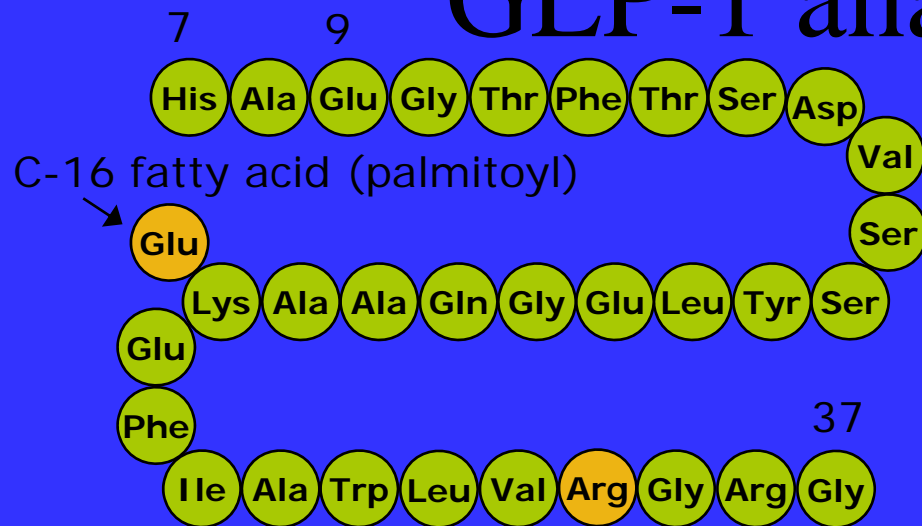 GLP-1
7 9
His Ala Glu Gly Thr Phe Thr Ser Asp
Val
C-16 fatty acid (palmitoyl)
Ser
Glu
Lys Ala Ala Gln Gly Glu Leu Tyr Ser
Glu
Phe
37
Ile Ala Trp Leu Val Arg Gly Arg Gly